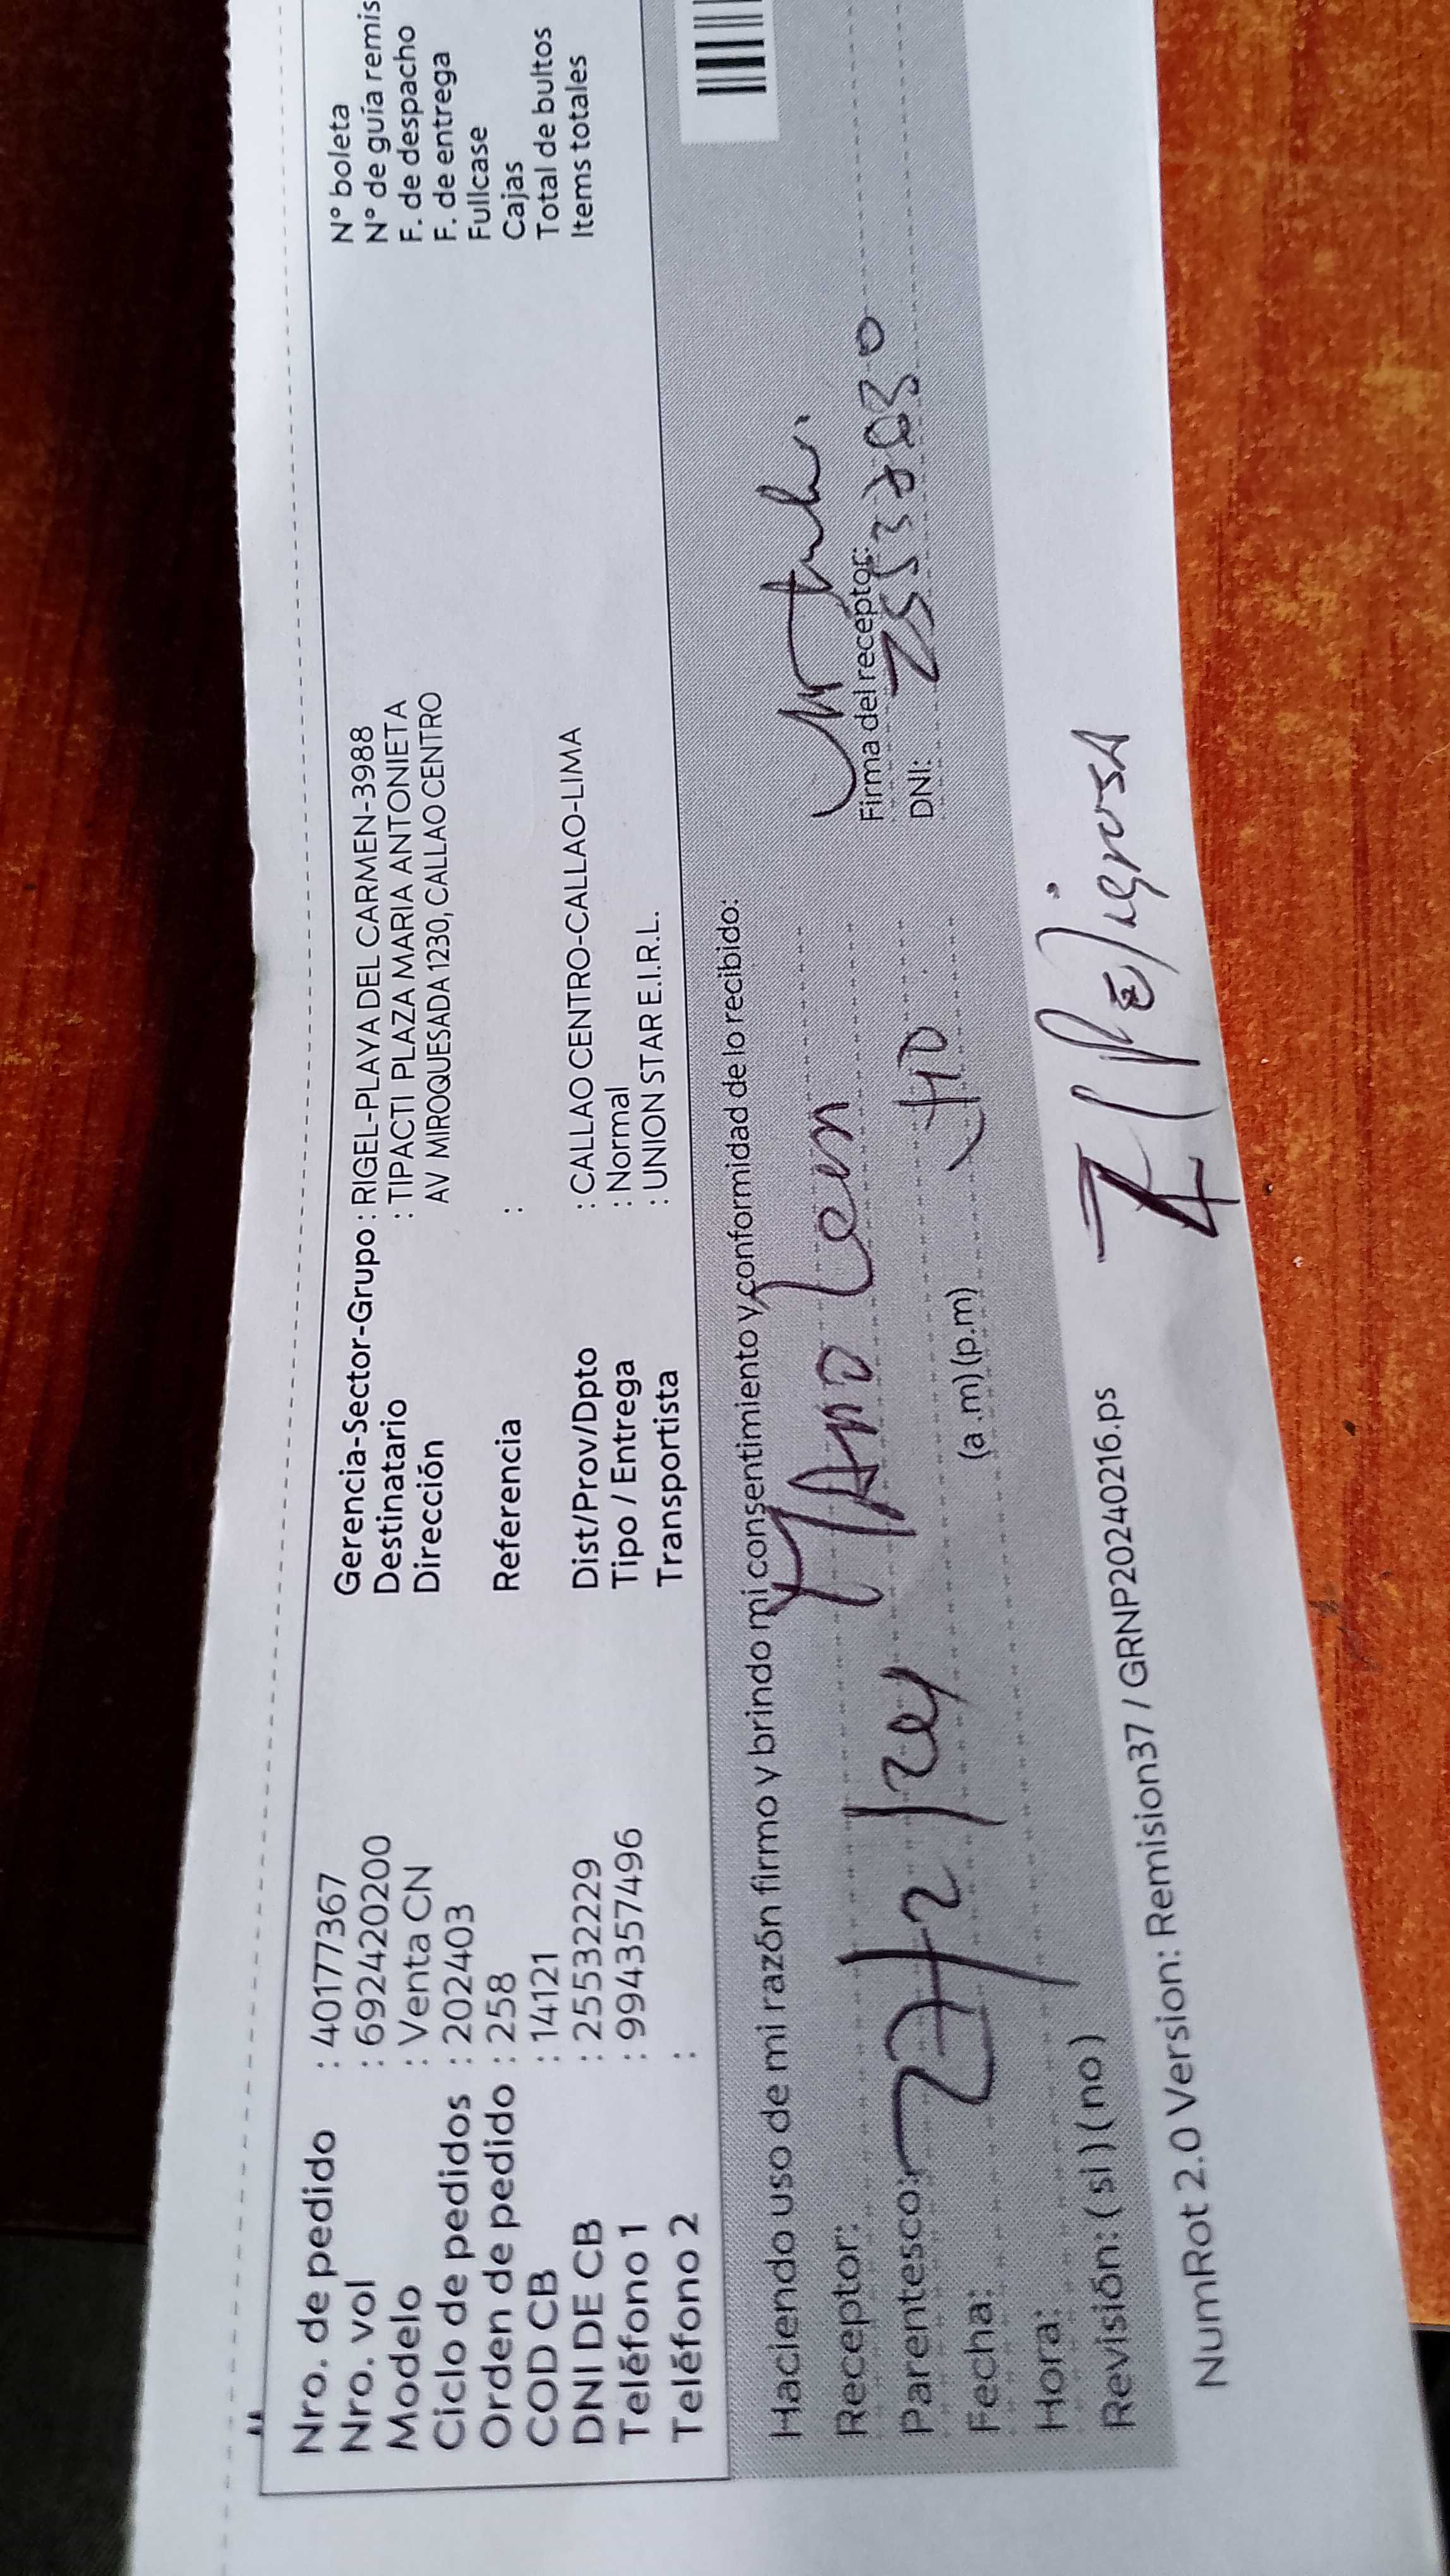 Nro. de pedido : 40177367
Nro. vol : 692420200
Modelo : Venta CN
Ciclo de pedidos : 202403
Orden de pedido : 258
COD CB : 14121
DNI DE CB : 25532229
Teléfono 1 : 994357496
Teléfono 2 :
Gerencia-Sector-Grupo : RIGEL-PLAYA DEL CARMEN-3988
Destinatario : TIPACTI PLAZA MARIA ANTONIETA
Dirección AV MIROQUESADA 1230, CALLAO CENTRO
Referencia :
Dist/Prov/Dpto : CALLAO CENTRO-CALLAO-LIMA
Tipo / Entrega : Normal
Transportista : UNION STAR E.I.R.L.
N° boleta
N° de guía remis
F. de despacho
F. de entrega
Fullcase
Cajas
Total de bultos
Items totales
Haciendo uso de mi razón firmo y brindo mi consentimiento y conformidad de lo recibido:
Receptor:
Parentesco:
Fecha: 27/2/24
Hora: (a.m) (p.m)
Revisión: ( si ) ( no )
Firma del receptor:
DNI:
NumRot 2.0 Version: Remision37 / GRNP20240216.ps